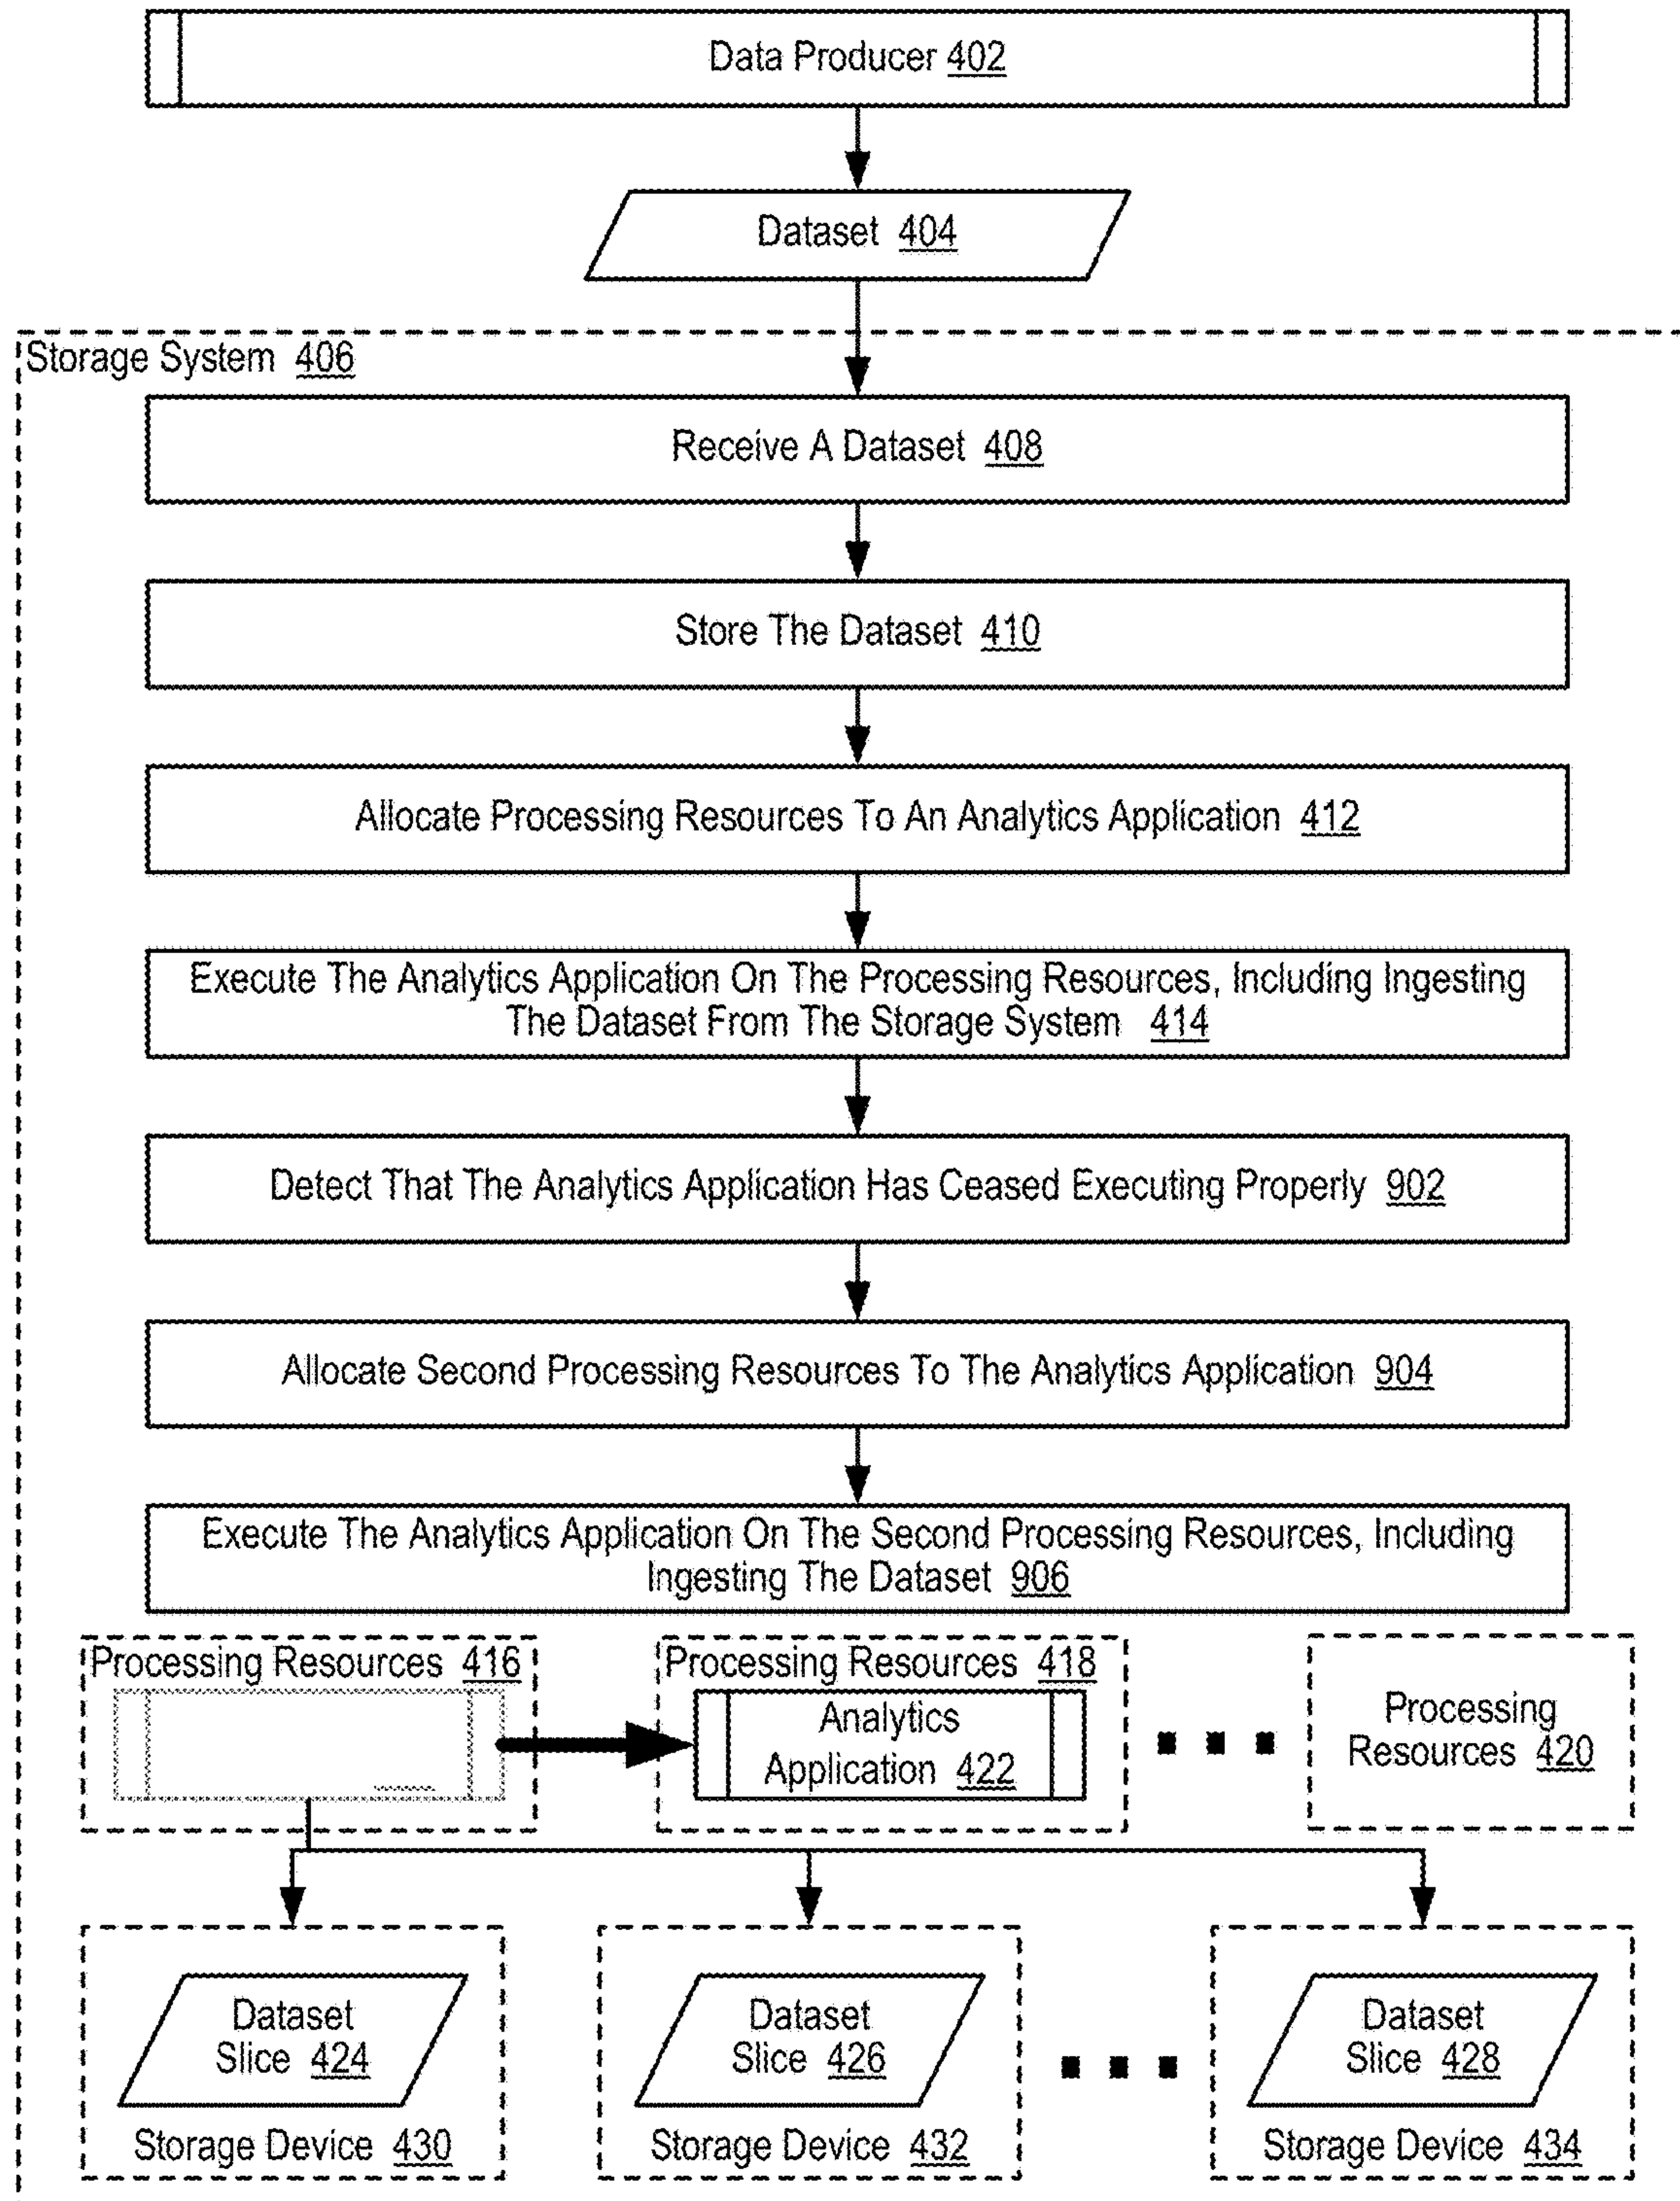 Data Producer 402
Dataset 404
Storage System 406
Receive A Dataset 408
Store The Dataset 410
Allocate Processing Resources To An Analytics Application 412
Execute The Analytics Application On The Processing Resources, Including Ingesting
The Dataset From The Storage System 414
Detect That The Analytics Application Has Ceased Executing Properly 902
Allocate Second Processing Resources To The Analytics Application 904
Execute The Analytics Application On The Second Processing Resources, Including
Ingesting The Dataset 906
Processing Resources 416
Processing Resources 418
Analytics
Application 422
Processing
Resources 420
Dataset
Slice 424
Storage Device 430
Dataset
Slice 426
Storage Device 432
Dataset
Slice 428
Storage Device 434